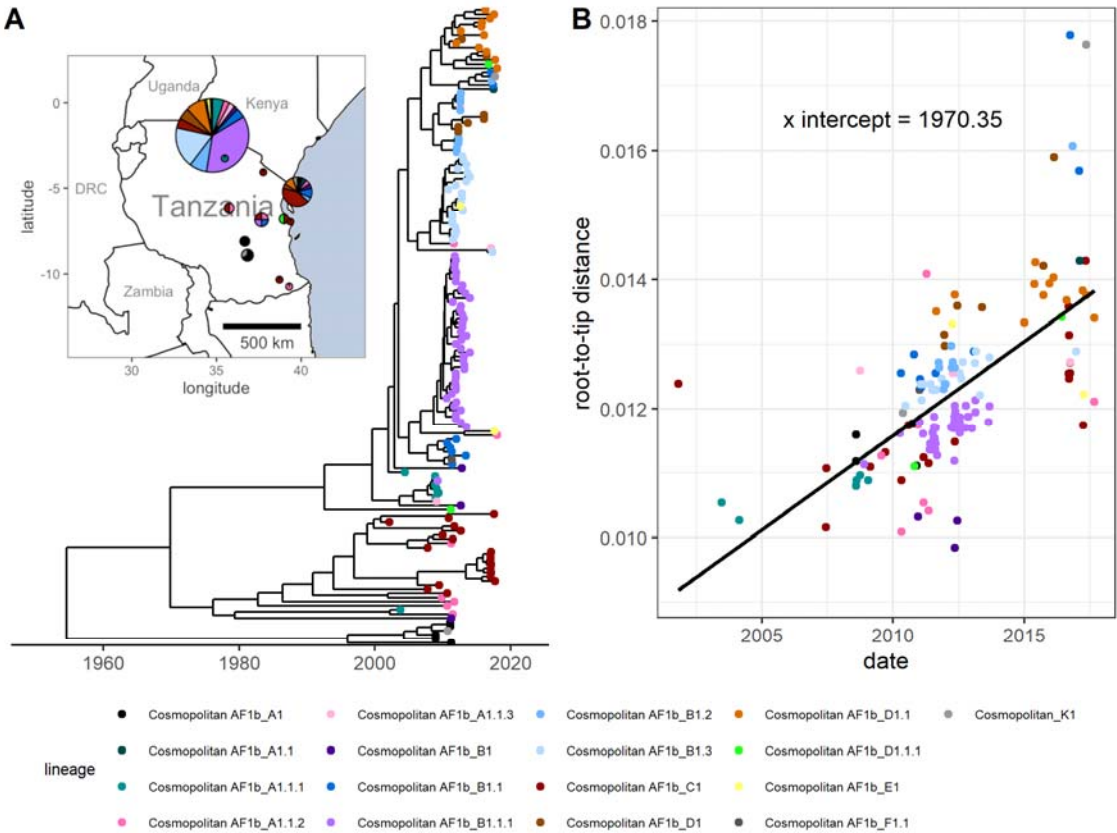 A
B
Uganda
Kenya
DRC
Tanzania
Zambia
500 km
0
-5
-10
latitude
30
35
40
longitude
1960
1980
2000
2020
x intercept = 1970.35
0.018
0.016
0.014
0.012
0.010
root-to-tip distance
2005
2010
2015
date
lineage
Cosmopolitan AF1b_A1
Cosmopolitan AF1b_A1.1
Cosmopolitan AF1b_A1.1.1
Cosmopolitan AF1b_A1.1.2
Cosmopolitan AF1b_A1.1.3
Cosmopolitan AF1b_B1
Cosmopolitan AF1b_B1.1
Cosmopolitan AF1b_B1.1.1
Cosmopolitan AF1b_B1.2
Cosmopolitan AF1b_B1.3
Cosmopolitan AF1b_C1
Cosmopolitan AF1b_D1
Cosmopolitan AF1b_D1.1
Cosmopolitan AF1b_D1.1.1
Cosmopolitan AF1b_E1
Cosmopolitan AF1b_F1.1
Cosmopolitan_K1